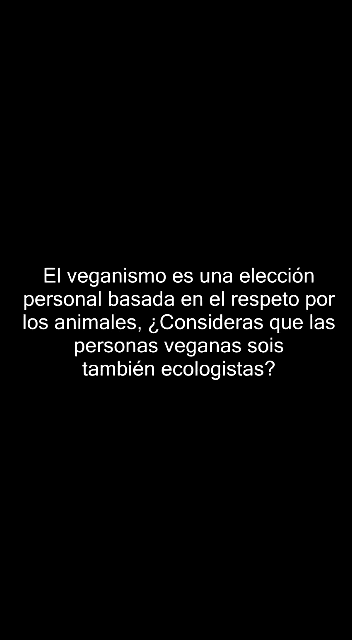 El veganismo es una elección
personal basada en el respeto por
los animales, ¿Consideras que las
personas veganas sois
también ecologistas?